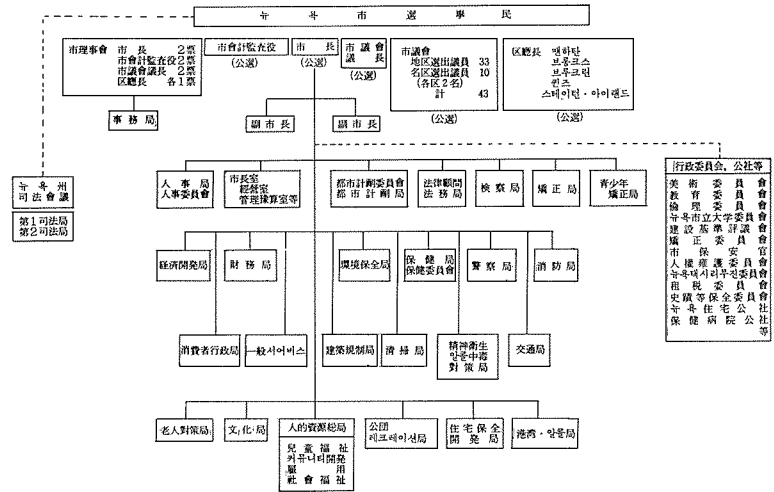 뉴욕市選擧民
市理事會 市長 2票
市會計監査役 2票
市議會議長 2票
区廳長 各1票
事務局
市會計監査役
(公選)
市長
(公選)
市議會
議長
(公選)
市議會
地区選出議員 33
名区選出議員 10
(各区2名)
計 43
(公選)
区廳長 맨하탄
브롱크스
브루크린
퀸즈
스테이턴·아이랜드
(公選)
副市長
副市長
뉴욕州
司法會議
第1司法局
第2司法局
人事局
人事委員會
市長室
経營室
管理豫算室等
都市計劃委員會
都市計劃局
法律顧問
法務局
検察局
矯正局
青少年
矯正局
行政委員会, 公社等
美術委員會
教育委員會
倫理委員會
뉴욕市立大学委員會
建設基準評議會
矯正委員會
市保安官
人權維護委員會
뉴욕택시리무진委員會
租税委員會
史蹟等保全委員會
뉴욕住宅公社
保健病院公社
等
経済開発局
財務局
環境保全局
保健局
保健委員會
警察局
消防局
消費者行政局
一般서어비스
建築規制局
清掃局
精神衛生
알콜中毒
對策局
交通局
老人対策局
文化局
人的資源総局
兒童福祉
커뮤니티開発
雇用
社會福祉
公団
레크레이션局
住宅保全
開発局
港湾·알콜局